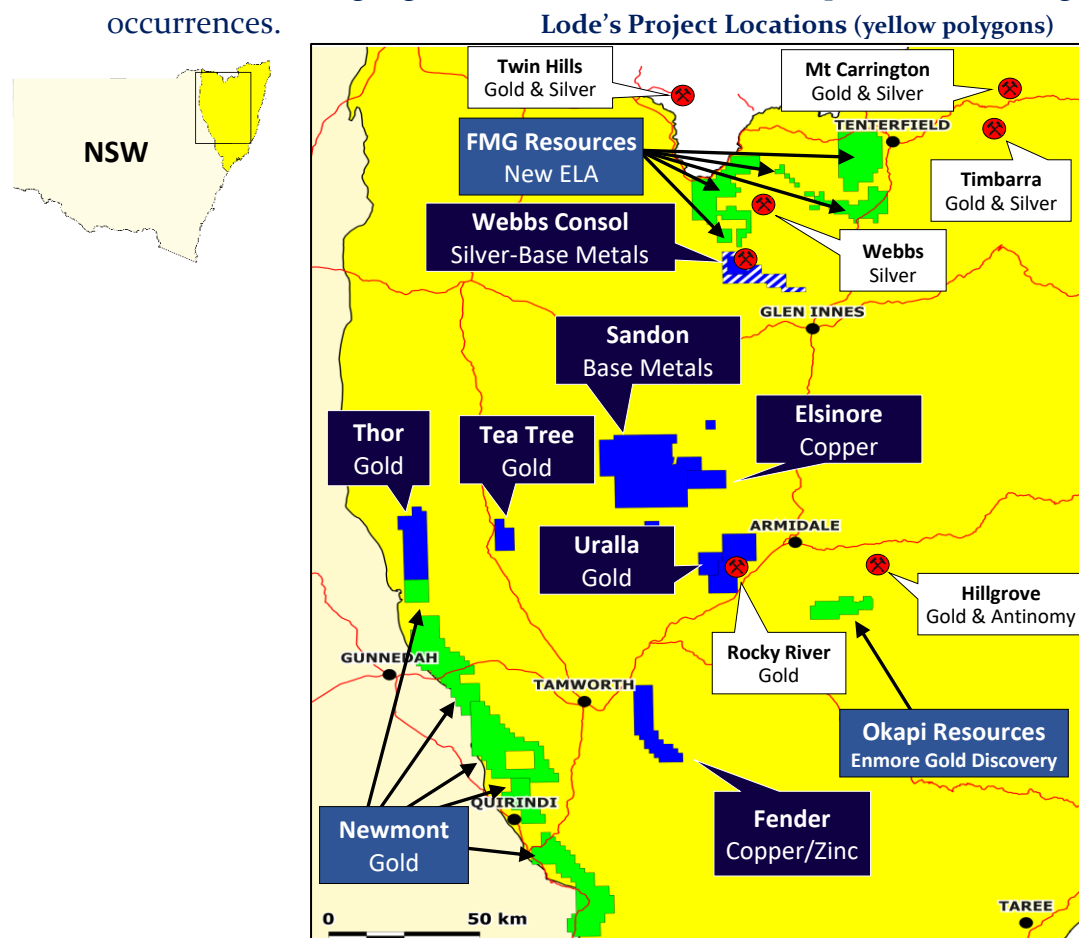 occurrences.
Lode's Project Locations (yellow polygons)
NSW
Twin Hills
Gold & Silver
Mt Carrington
Gold & Silver
TENTERFIELD
FMG Resources
New ELA
Timbarra
Gold & Silver
Webbs Consol
Silver-Base Metals
Webbs
Silver
GLEN INNES
Sandon
Base Metals
Elsinore
Copper
Thor
Gold
Tea Tree
Gold
ARMIDALE
Uralla
Gold
Hillgrove
Gold & Antinomy
Rocky River
Gold
GUNNEDAH
TAMWORTH
Okapi Resources
Enmore Gold Discovery
QUIRINDI
Newmont
Gold
Fender
Copper/Zinc
TAREE
0 50 km